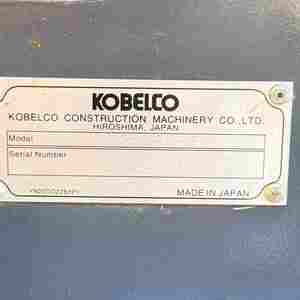 KOBELCO
KOBELCO CONSTRUCTION MACHINERY CO.,LTD.
HIROSHIMA, JAPAN
Model
Serial Number
MADE IN JAPAN